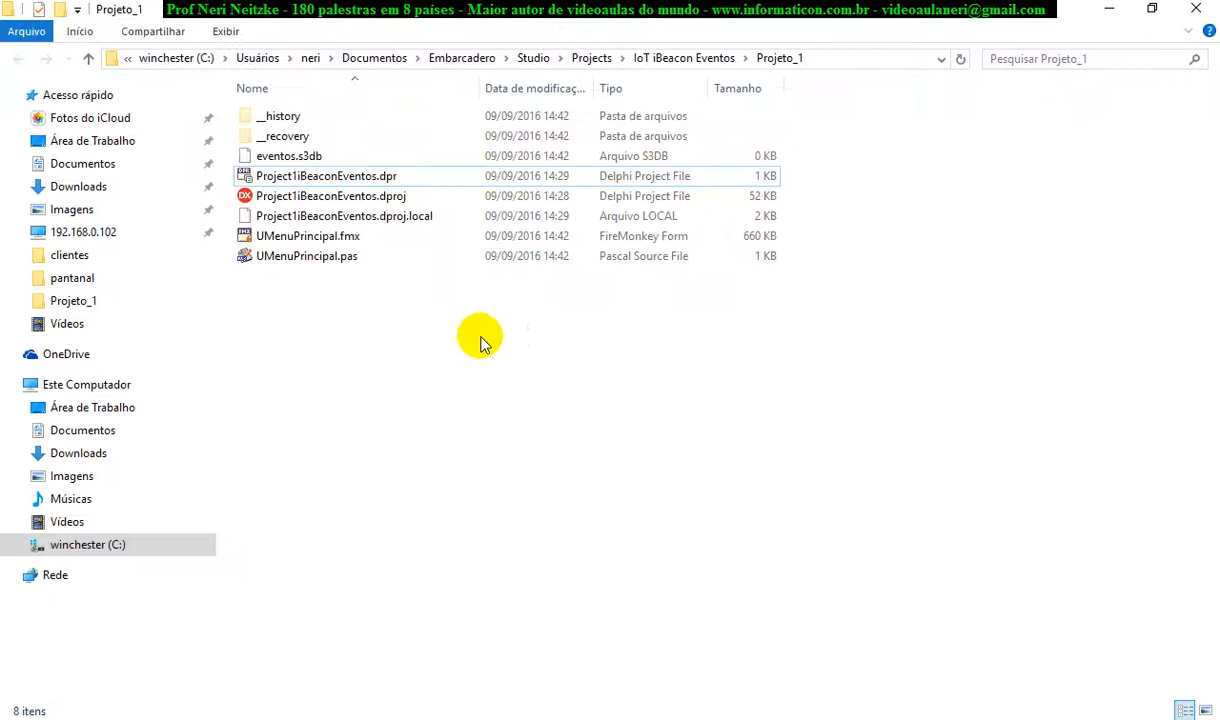 Projeto_1
Prof Neri Neitzke - 180 palestras em 8 países - Maior autor de videoaulas do mundo - www.informaticon.com.br - videoaulaneri@gmail.com
Arquivo Início Compartilhar Exibir
« winchester (C:) › Usuários › neri › Documentos › Embarcadero › Studio › Projects › IoT iBeacon Eventos › Projeto_1
Pesquisar Projeto_1
Acesso rápido
Fotos do iCloud
Área de Trabalho
Documentos
Downloads
Imagens
192.168.0.102
clientes
pantanal
Projeto_1
Vídeos
OneDrive
Este Computador
Área de Trabalho
Documentos
Downloads
Imagens
Músicas
Vídeos
winchester (C:)
Rede
Nome Data de modificaç... Tipo Tamanho
__history 09/09/2016 14:42 Pasta de arquivos
__recovery 09/09/2016 14:42 Pasta de arquivos
eventos.s3db 09/09/2016 14:42 Arquivo S3DB 0 KB
Project1iBeaconEventos.dpr 09/09/2016 14:29 Delphi Project File 1 KB
Project1iBeaconEventos.dproj 09/09/2016 14:28 Delphi Project File 52 KB
Project1iBeaconEventos.dproj.local 09/09/2016 14:29 Arquivo LOCAL 2 KB
UMenuPrincipal.fmx 09/09/2016 14:42 FireMonkey Form 660 KB
UMenuPrincipal.pas 09/09/2016 14:42 Pascal Source File 1 KB
8 itens